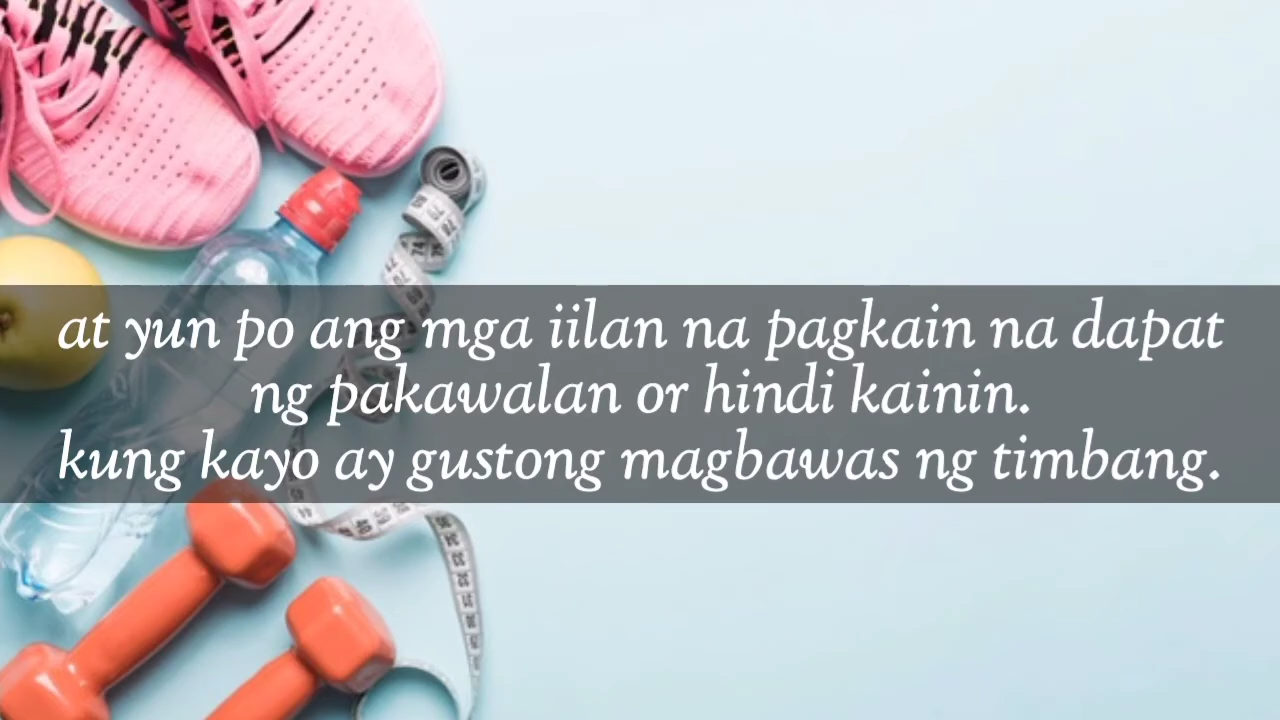 at yun po ang mga iilan na pagkain na dapat
ng pakawalan or hindi kainin.
kung kayo ay gustong magbawas ng timbang.